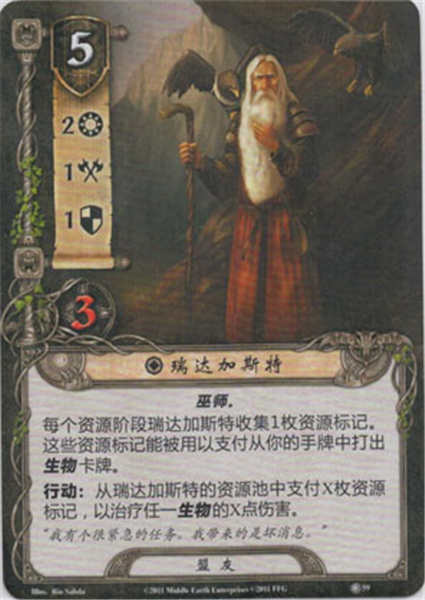 5
2
1
1
3
瑞达加斯特
巫师。
每个资源阶段瑞达加斯特收集1枚资源标记。
这些资源标记能被用以支付从你的手牌中打出
生物卡牌。
行动：从瑞达加斯特的资源池中支付X枚资源
标记，以治疗任一生物的X点伤害。
"我有个很紧急的任务。我带来的是坏消息。"
盟友
Illus. Rio Sabda
©2011 Middle Earth Enterprises ©2011 FFG
59